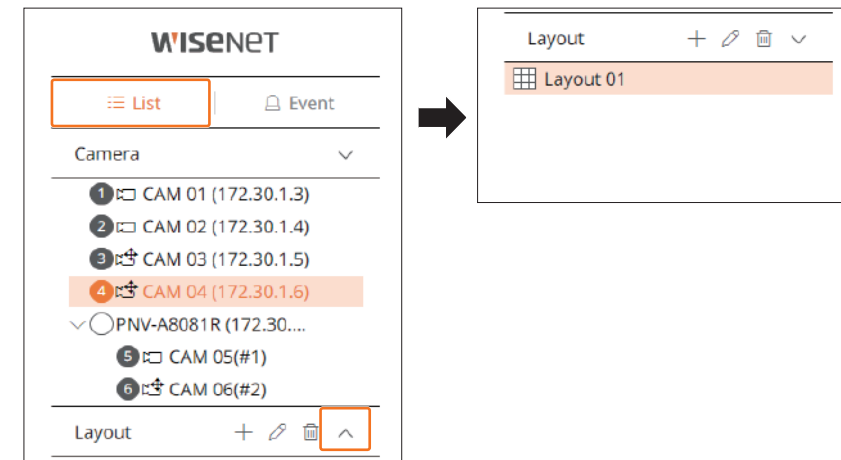 WISENET
List
Event
Camera
1 CAM 01 (172.30.1.3)
2 CAM 02 (172.30.1.4)
3 CAM 03 (172.30.1.5)
4 CAM 04 (172.30.1.6)
PNV-A8081R (172.30....
5 CAM 05(#1)
6 CAM 06(#2)
Layout
Layout
Layout 01